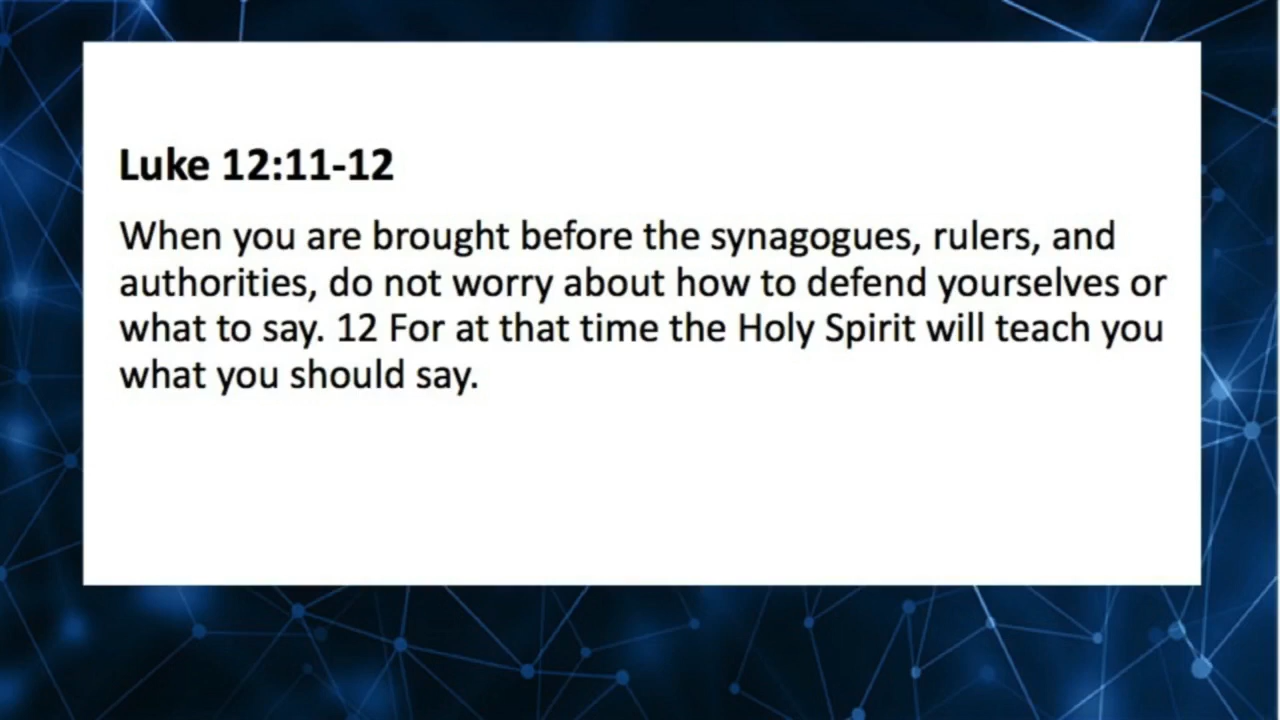 Luke 12:11-12
When you are brought before the synagogues, rulers, and
authorities, do not worry about how to defend yourselves or
what to say. 12 For at that time the Holy Spirit will teach you
what you should say.